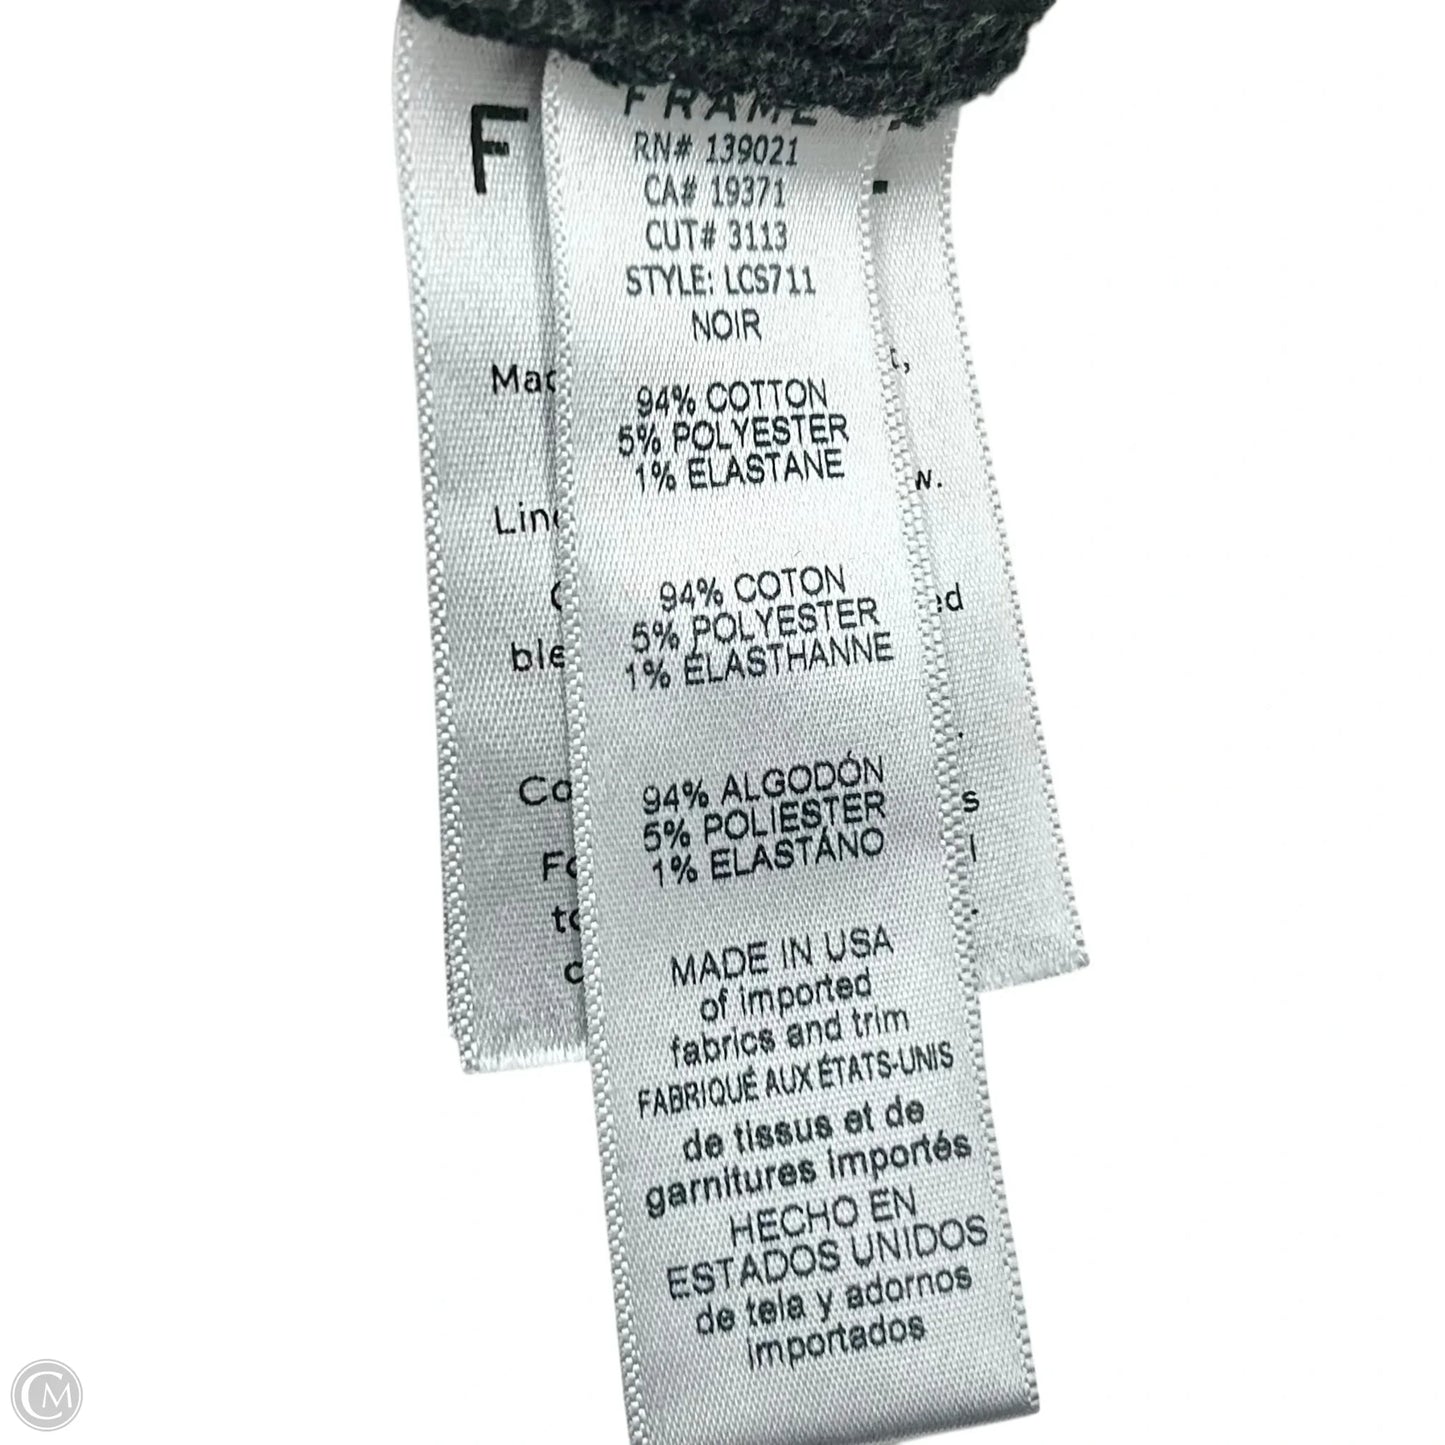 FRAME
RN# 139021
CA# 19371
CUT# 3113
STYLE: LCS711
NOIR
94% COTTON
5% POLYESTER
1% ELASTANE
94% COTON
5% POLYESTER
1% ÉLASTHANNE
94% ALGODÓN
5% POLIESTER
1% ELASTÁNO
MADE IN USA
of imported
fabrics and trim
FABRIQUÉ AUX ÉTATS-UNIS
de tissus et de
garnitures importés
HECHO EN
ESTADOS UNIDOS
de tela y adornos
importados
CM